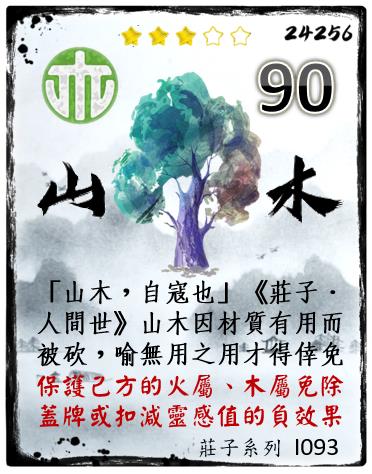 24256
木
90
山 木
「山木，自寇也」《莊子．
人間世》山木因材質有用而
被砍，喻無用之用才得倖免
保護己方的火屬、木屬免除
蓋牌或扣減靈感值的負效果
莊子系列 I093